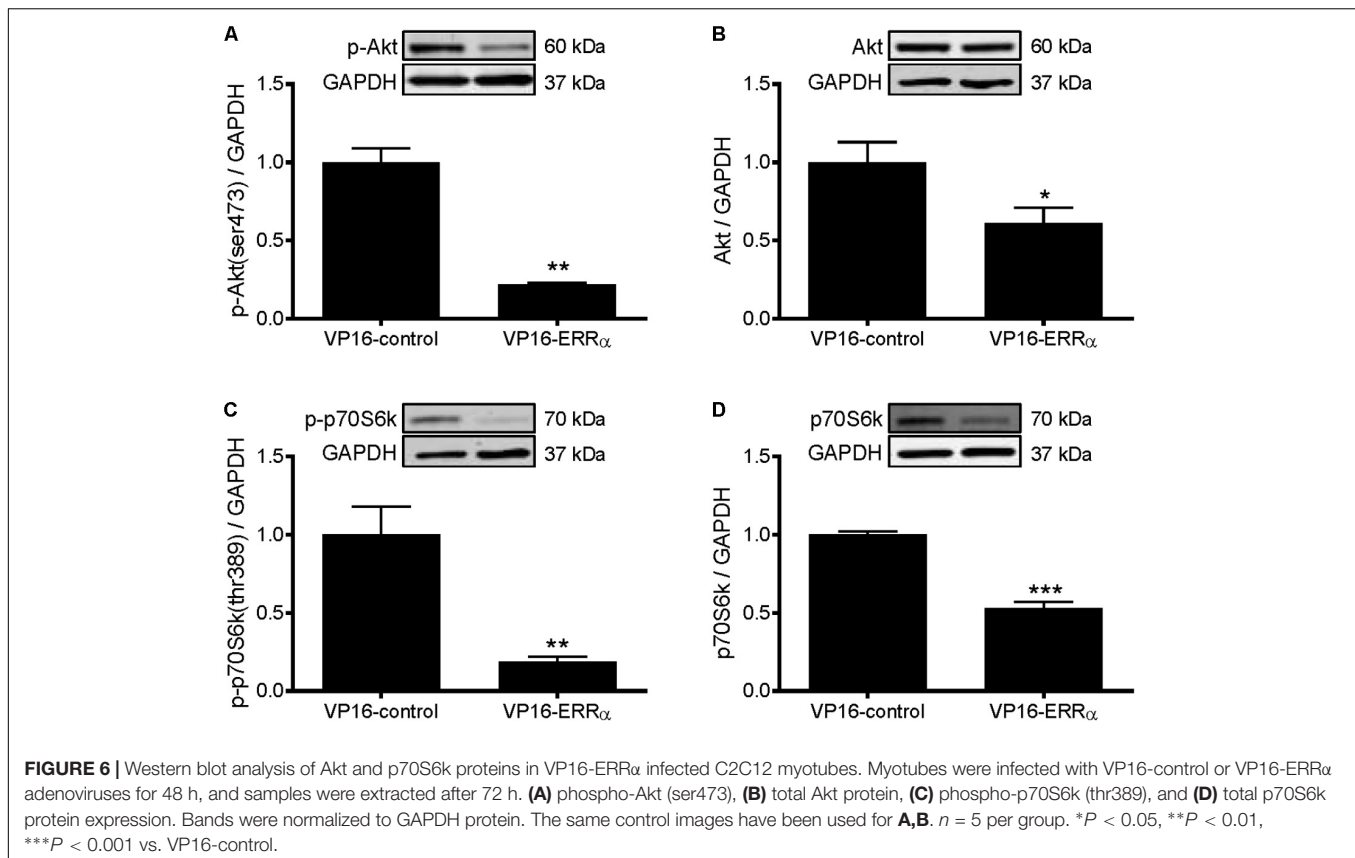 A
p-Akt
60 kDa
GAPDH
37 kDa
p-Akt(ser473) / GAPDH
1.5
1.0
0.5
0.0
**
VP16-control
VP16-ERRα
B
Akt
60 kDa
GAPDH
37 kDa
Akt / GAPDH
1.5
1.0
0.5
0.0
*
VP16-control
VP16-ERRα
C
p-p70S6k
70 kDa
GAPDH
37 kDa
p-p70S6k(thr389) / GAPDH
1.5
1.0
0.5
0.0
**
VP16-control
VP16-ERRα
D
p70S6k
70 kDa
GAPDH
37 kDa
p70S6k / GAPDH
1.5
1.0
0.5
0.0
***
VP16-control
VP16-ERRα
FIGURE 6 | Western blot analysis of Akt and p70S6k proteins in VP16-ERRα infected C2C12 myotubes. Myotubes were infected with VP16-control or VP16-ERRα
adenoviruses for 48 h, and samples were extracted after 72 h. (A) phospho-Akt (ser473), (B) total Akt protein, (C) phospho-p70S6k (thr389), and (D) total p70S6k
protein expression. Bands were normalized to GAPDH protein. The same control images have been used for A,B. n = 5 per group. *P < 0.05, **P < 0.01,
***P < 0.001 vs. VP16-control.